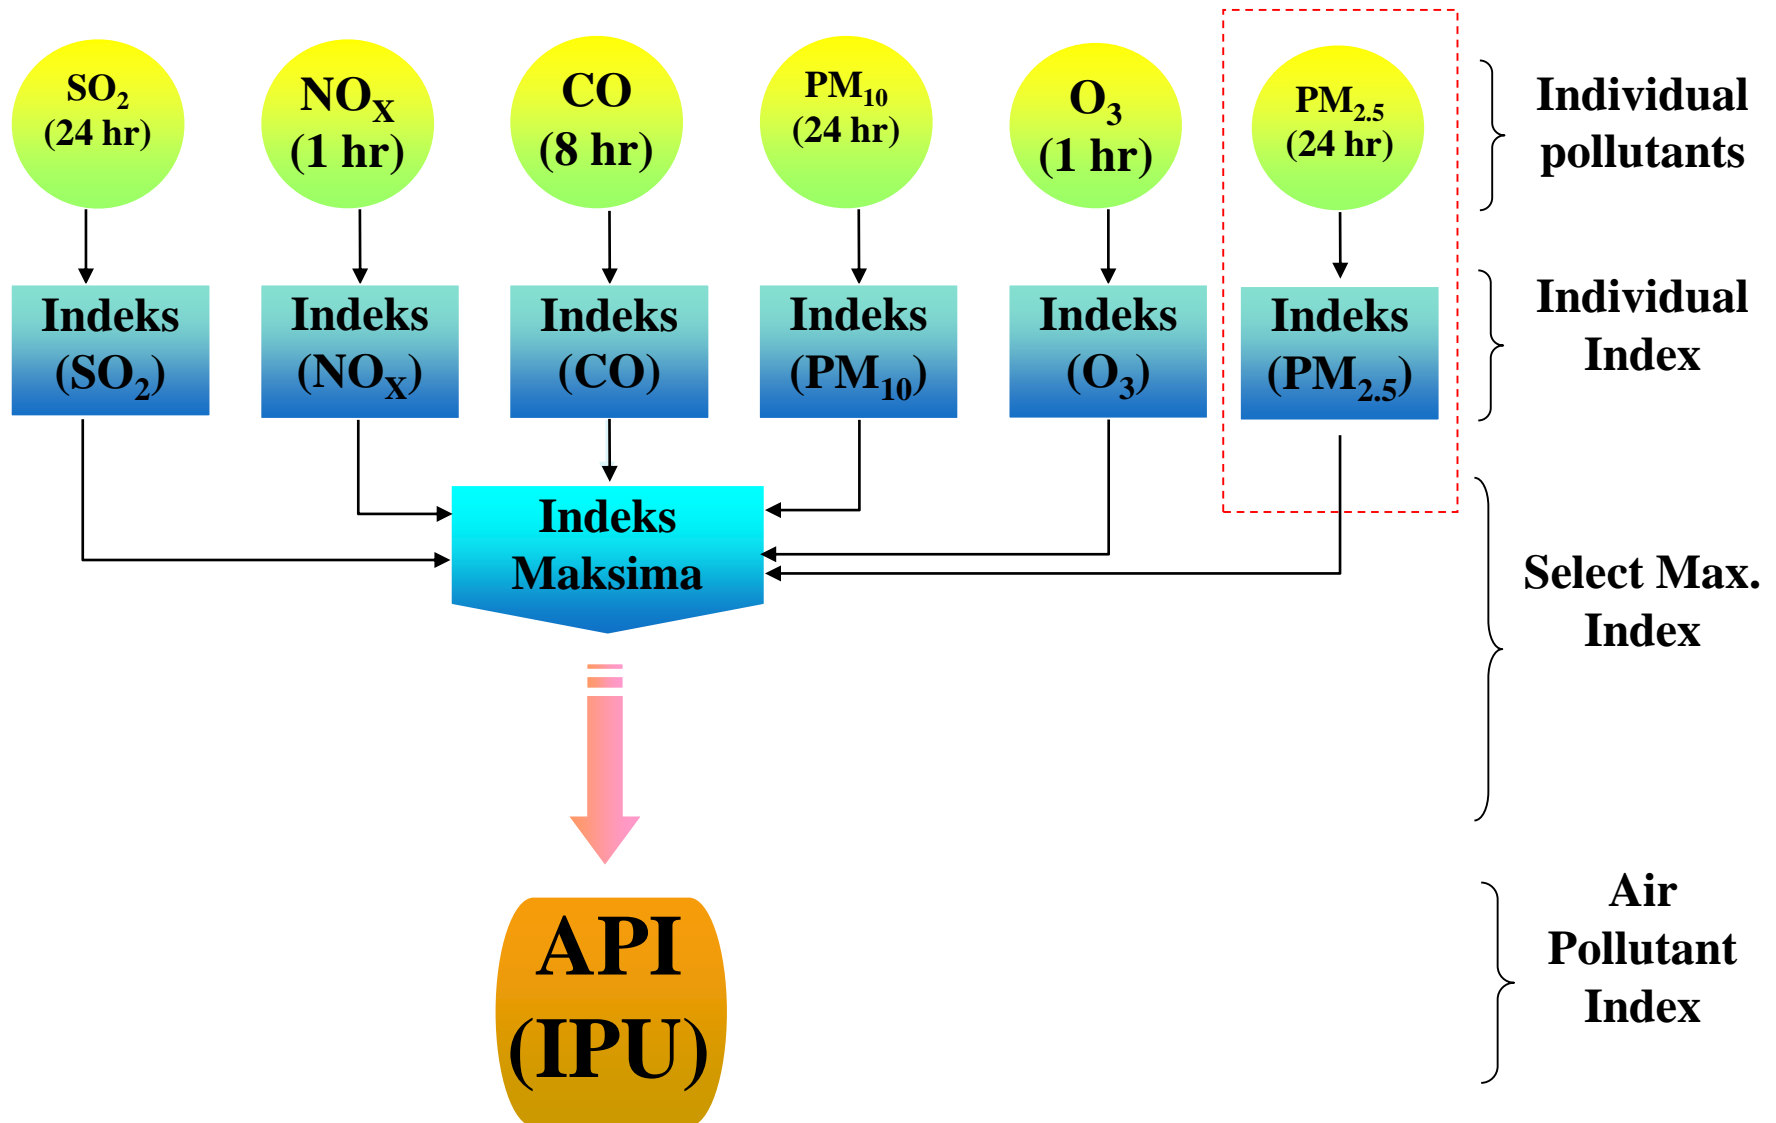 SO₂
(24 hr)
NOₓ
(1 hr)
CO
(8 hr)
PM₁₀
(24 hr)
O₃
(1 hr)
PM₂.₅
(24 hr)
Individual
pollutants
Indeks
(SO₂)
Indeks
(NOₓ)
Indeks
(CO)
Indeks
(PM₁₀)
Indeks
(O₃)
Indeks
(PM₂.₅)
Individual
Index
Indeks
Maksima
Select Max.
Index
API
(IPU)
Air
Pollutant
Index